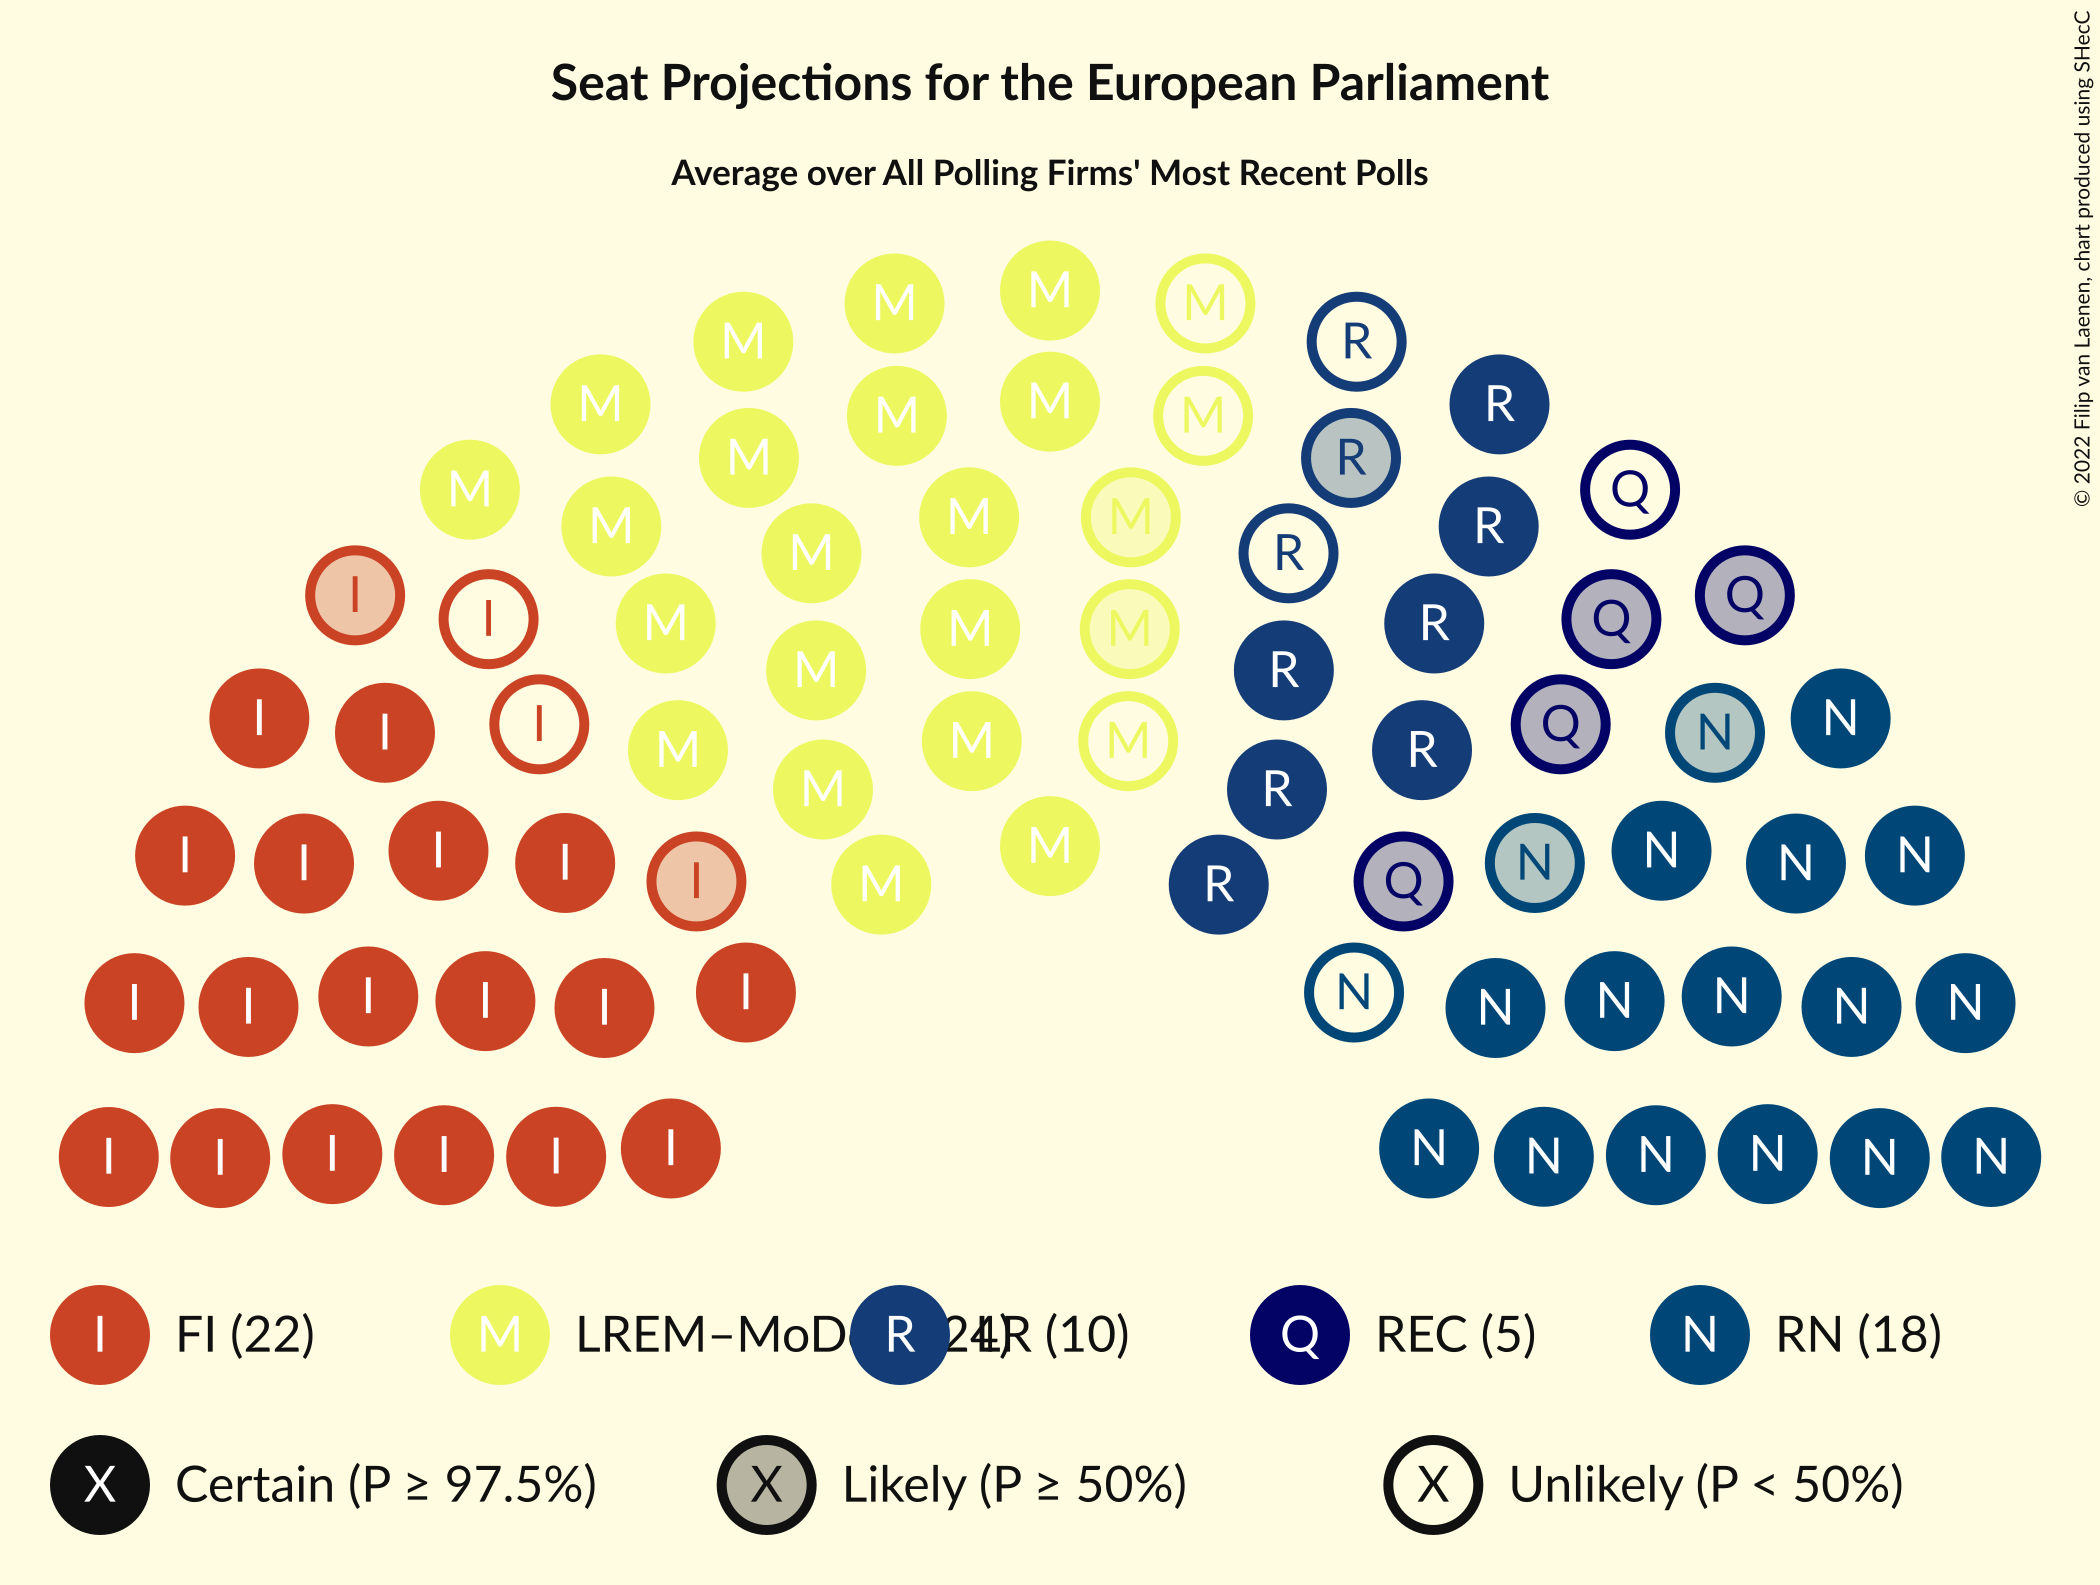 Seat Projections for the European Parliament
Average over All Polling Firms' Most Recent Polls
© 2022 Filip van Laenen, chart produced using SHecC
M M M
M R
M M M M R
M R
M Q
M M M R
M R
I Q
I M M M R Q
M R
I I I M M M R Q N N
M R
I I I I I M M R Q N N N N
I I I I I I N N N N N N
I I I I I I N N N N N N
I FI (22)
M LREM–MoD 24)
R LR (10)
Q REC (5)
N RN (18)
X Certain (P ≥ 97.5%)
X Likely (P ≥ 50%)
X Unlikely (P < 50%)